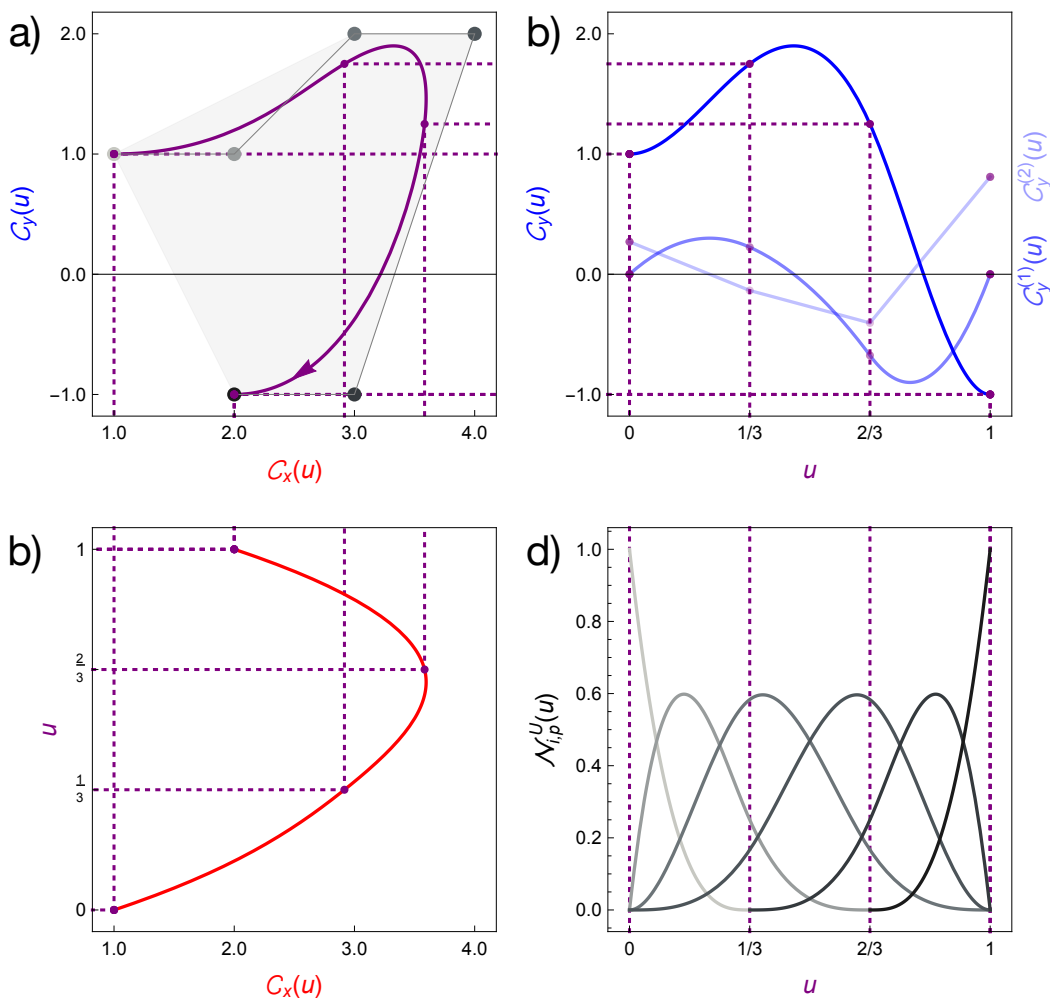 a)
2.0
1.0
0.0
−1.0
C_y(u)
1.0
2.0
3.0
4.0
C_x(u)
b)
2.0
1.0
0.0
−1.0
C_y(u)
C_y^(2)(u)
C_y^(1)(u)
0
1/3
2/3
1
u
b)
1
2/3
1/3
0
u
1.0
2.0
3.0
4.0
C_x(u)
d)
1.0
0.8
0.6
0.4
0.2
0.0
N_{i,p}^U(u)
0
1/3
2/3
1
u